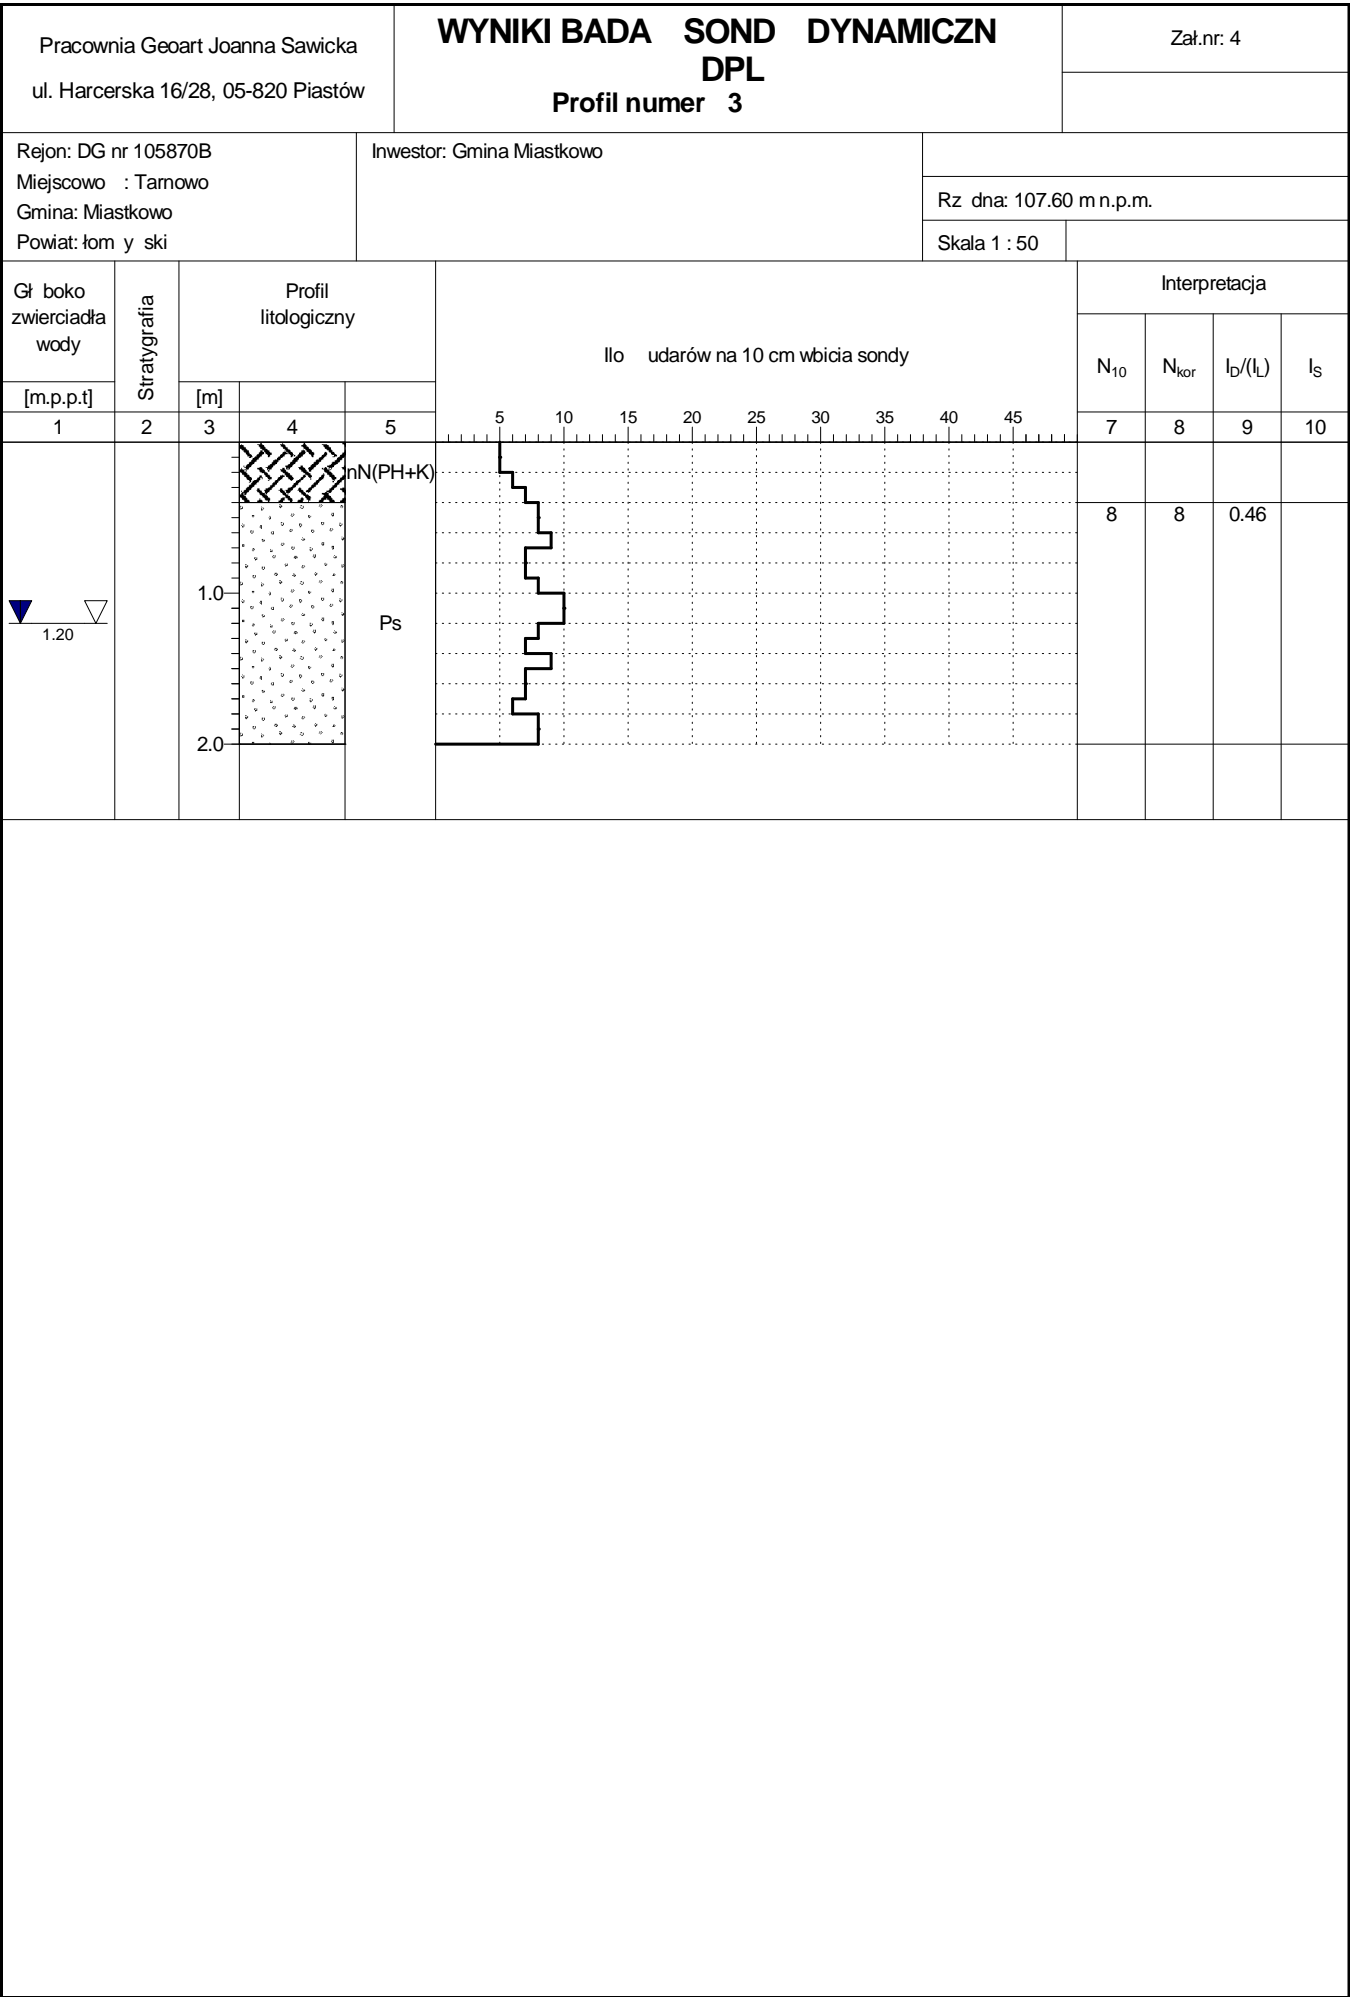 Pracownia Geoart Joanna Sawicka
ul. Harcerska 16/28, 05-820 Piastów
WYNIKI BADA SOND DYNAMICZN
DPL
Profil numer 3
Zał.nr: 4
Rejon: DG nr 105870B
Miejscowo : Tarnowo
Gmina: Miastkowo
Powiat: łom y ski
Inwestor: Gmina Miastkowo
Rz dna: 107.60 m n.p.m.
Skala 1 : 50
Gł boko
zwierciadła
wody
[m.p.p.t]
Stratygrafia
Profil
litologiczny
[m]
Ilo udarów na 10 cm wbicia sondy
Interpretacja
N10 Nkor ID/(IL) IS
5 10 15 20 25 30 35 40 45
1 2 3 4 5 7 8 9 10
nN(PH+K)
8 8 0.46
1.0
Ps
1.20
2.0